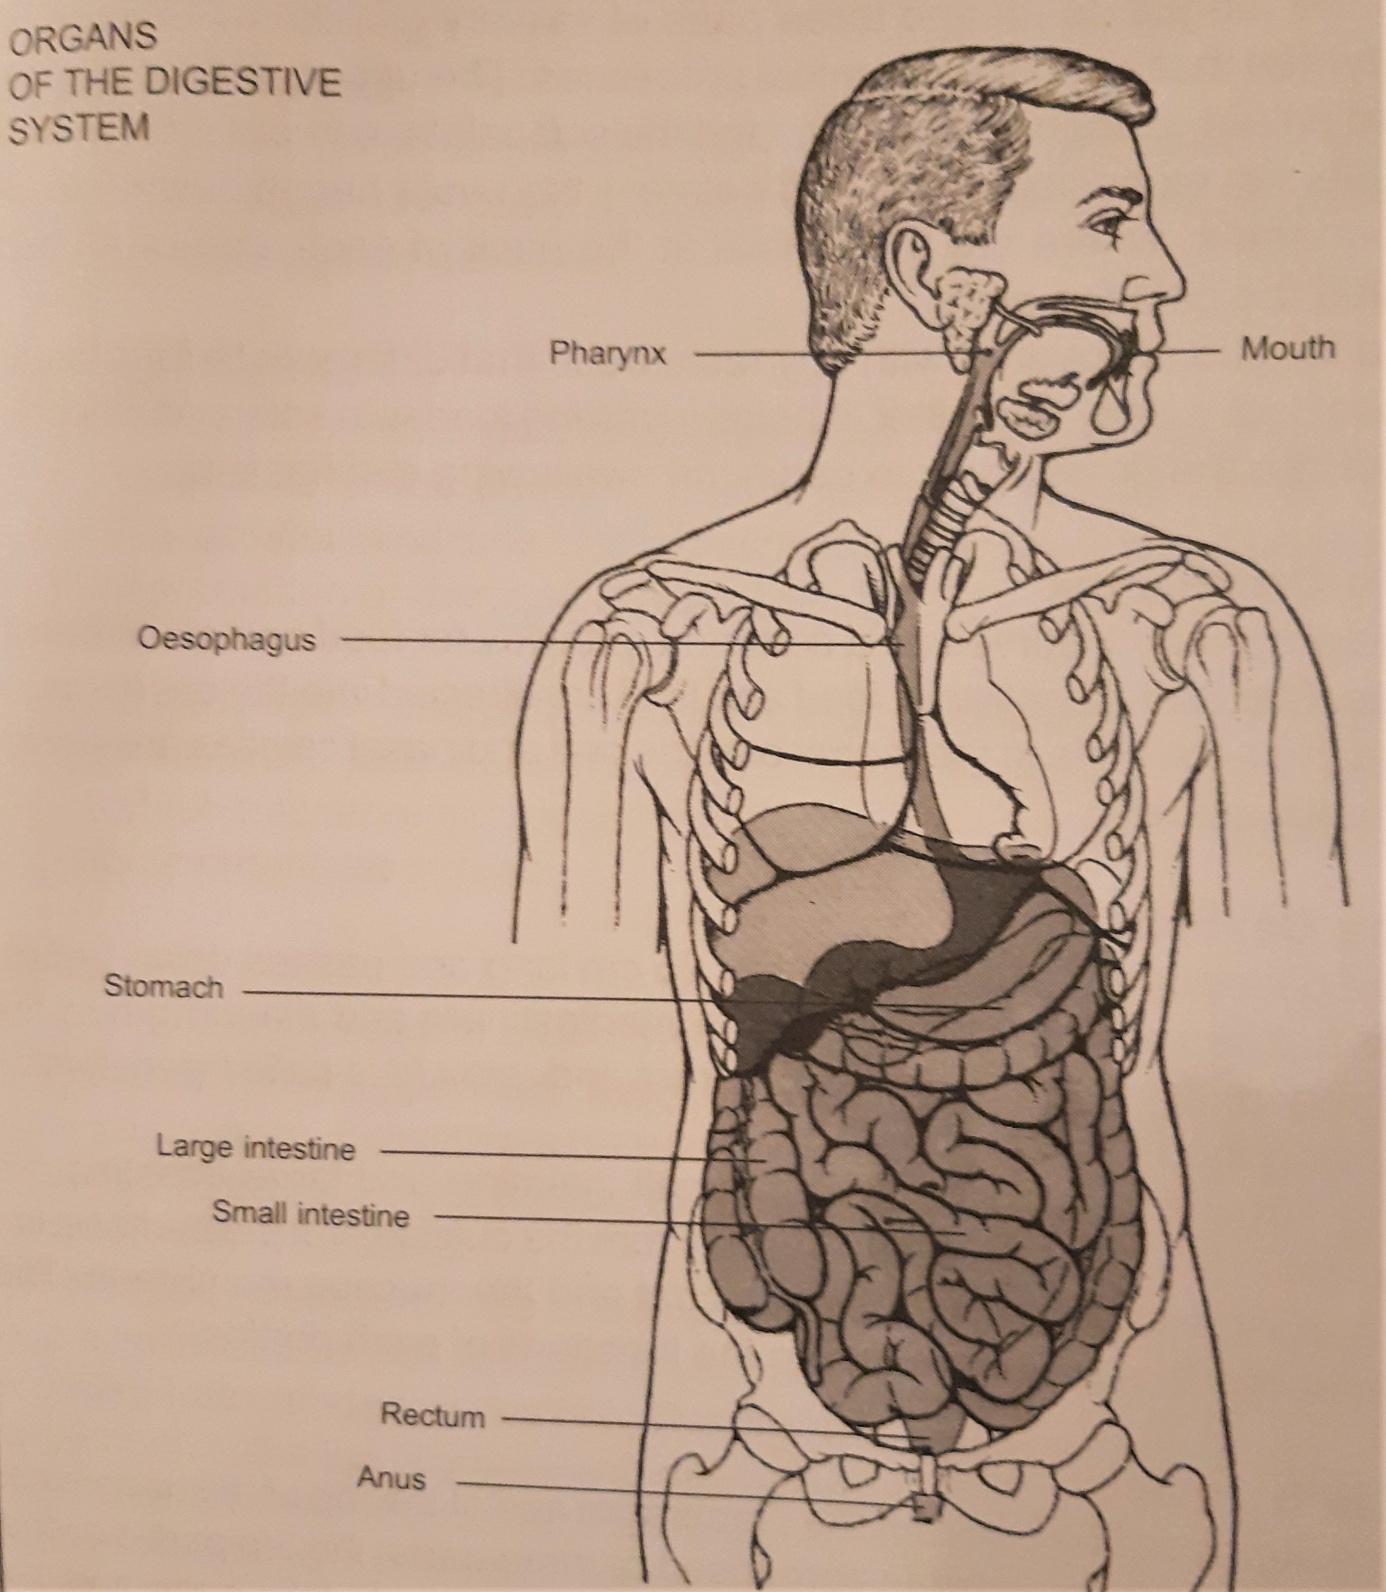 ORGANS
OF THE DIGESTIVE
SYSTEM
Pharynx
Mouth
Oesophagus
Stomach
Large intestine
Small intestine
Rectum
Anus